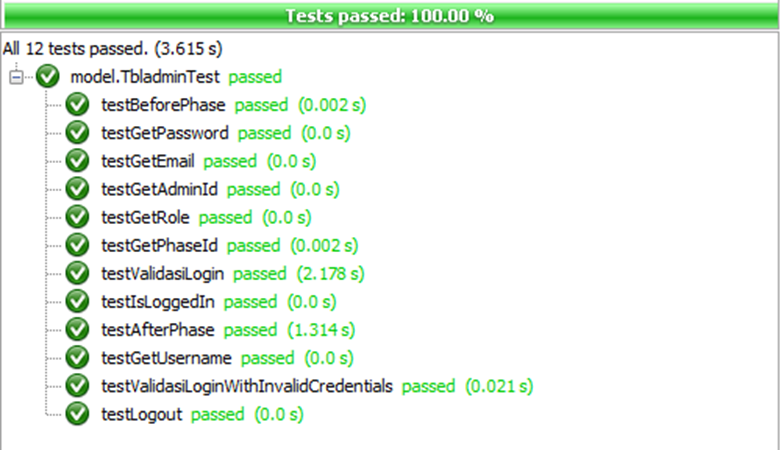 Tests passed: 100.00 %
All 12 tests passed. (3.615 s)
model.TbladminTest passed
testBeforePhase passed (0.002 s)
testGetPassword passed (0.0 s)
testGetEmail passed (0.0 s)
testGetAdminId passed (0.0 s)
testGetRole passed (0.0 s)
testGetPhaseId passed (0.002 s)
testValidasiLogin passed (2.178 s)
testIsLoggedIn passed (0.0 s)
testAfterPhase passed (1.314 s)
testGetUsername passed (0.0 s)
testValidasiLoginWithInvalidCredentials passed (0.021 s)
testLogout passed (0.0 s)